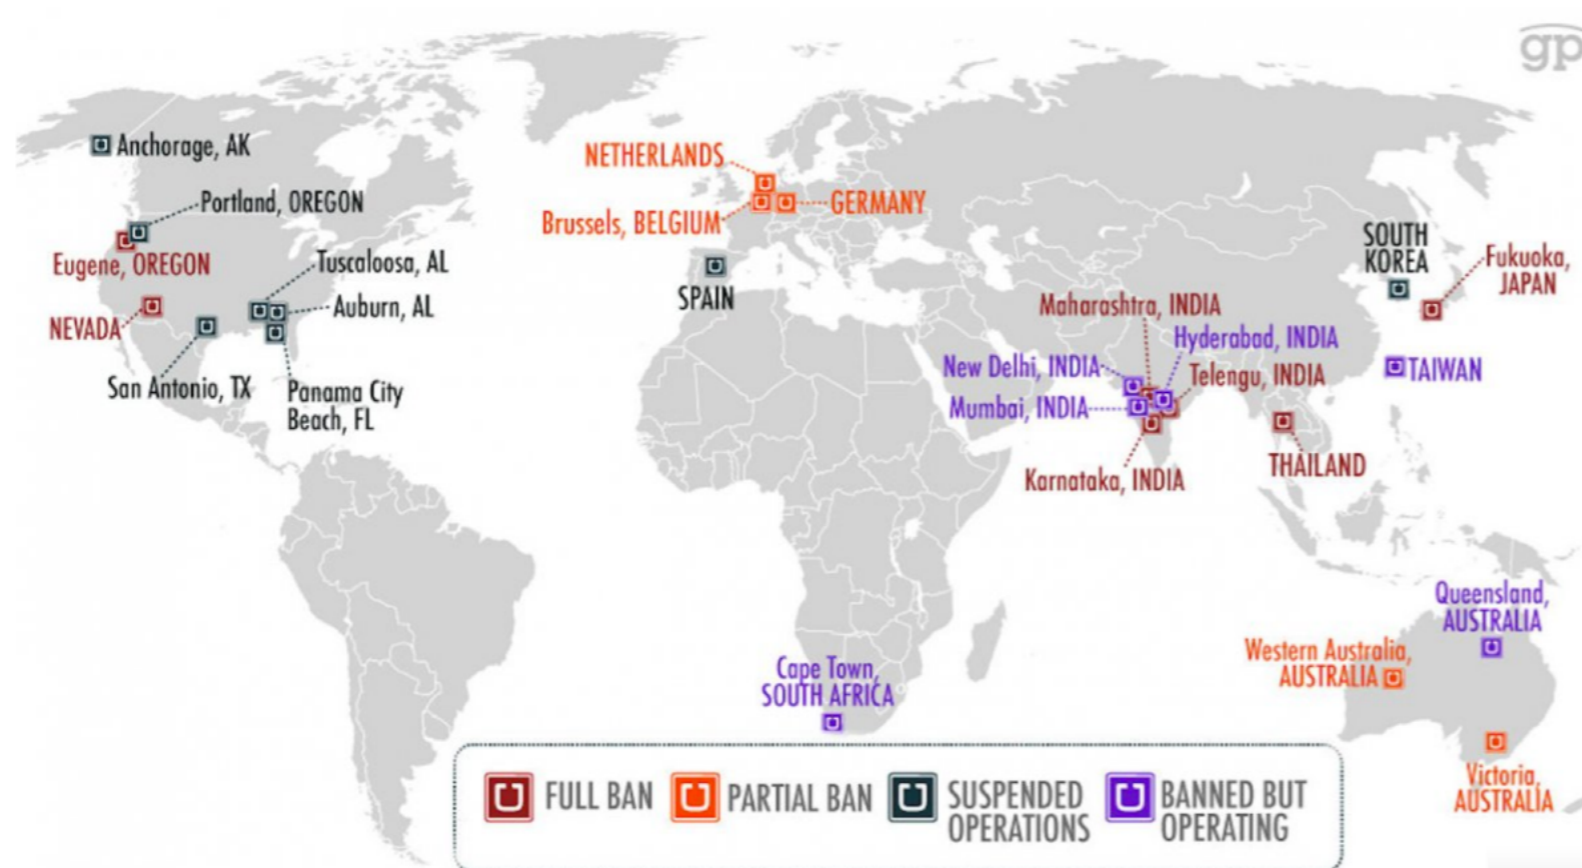 gp
Anchorage, AK
Portland, OREGON
Eugene, OREGON
Tuscaloosa, AL
Auburn, AL
NEVADA
San Antonio, TX
Panama City
Beach, FL
NETHERLANDS
Brussels, BELGIUM
GERMANY
SPAIN
SOUTH
KOREA
Fukuoka,
JAPAN
Maharashtra, INDIA
Hyderabad, INDIA
New Delhi, INDIA
Telengu, INDIA
Mumbai, INDIA
TAIWAN
Karnataka, INDIA
THAILAND
Queensland,
AUSTRALIA
Western Australia,
AUSTRALIA
Cape Town,
SOUTH AFRICA
Victoria,
AUSTRALIA
FULL BAN
PARTIAL BAN
SUSPENDED
OPERATIONS
BANNED BUT
OPERATING